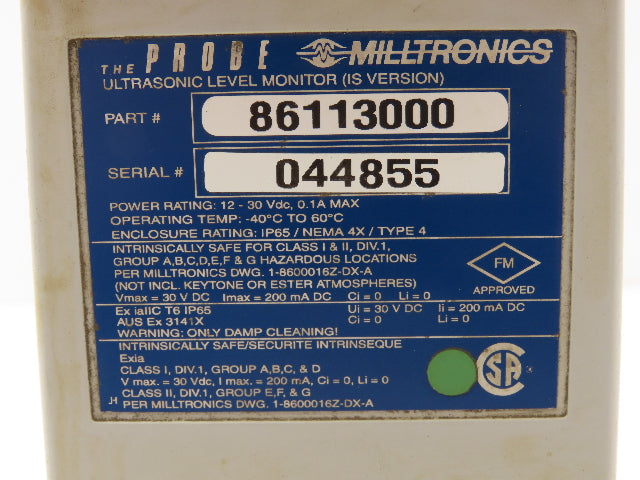 THE PROBE MILLTRONICS
ULTRASONIC LEVEL MONITOR (IS VERSION)
PART # 86113000
SERIAL # 044855
POWER RATING: 12 - 30 Vdc, 0.1A MAX
OPERATING TEMP: -40°C TO 60°C
ENCLOSURE RATING: IP65 / NEMA 4X / TYPE 4
INTRINSICALLY SAFE FOR CLASS I & II, DIV.1,
GROUP A,B,C,D,E,F & G HAZARDOUS LOCATIONS
PER MILLTRONICS DWG. 1-8600016Z-DX-A
(NOT INCL. KEYTONE OR ESTER ATMOSPHERES)
Vmax = 30 V DC Imax = 200 mA DC Ci = 0 Li = 0
FM
APPROVED
Ex iaIIC T6 IP65 Ui = 30 V DC Ii = 200 mA DC
AUS Ex 3141X Ci = 0 Li = 0
WARNING: ONLY DAMP CLEANING!
INTRINSICALLY SAFE/SECURITE INTRINSEQUE
Exia
CLASS I, DIV.1, GROUP A,B,C, & D
V max. = 30 Vdc, I max. = 200 mA, Ci = 0, Li = 0
CLASS II, DIV.1, GROUP E,F, & G
J-1 PER MILLTRONICS DWG. 1-8600016Z-DX-A
CSA ®